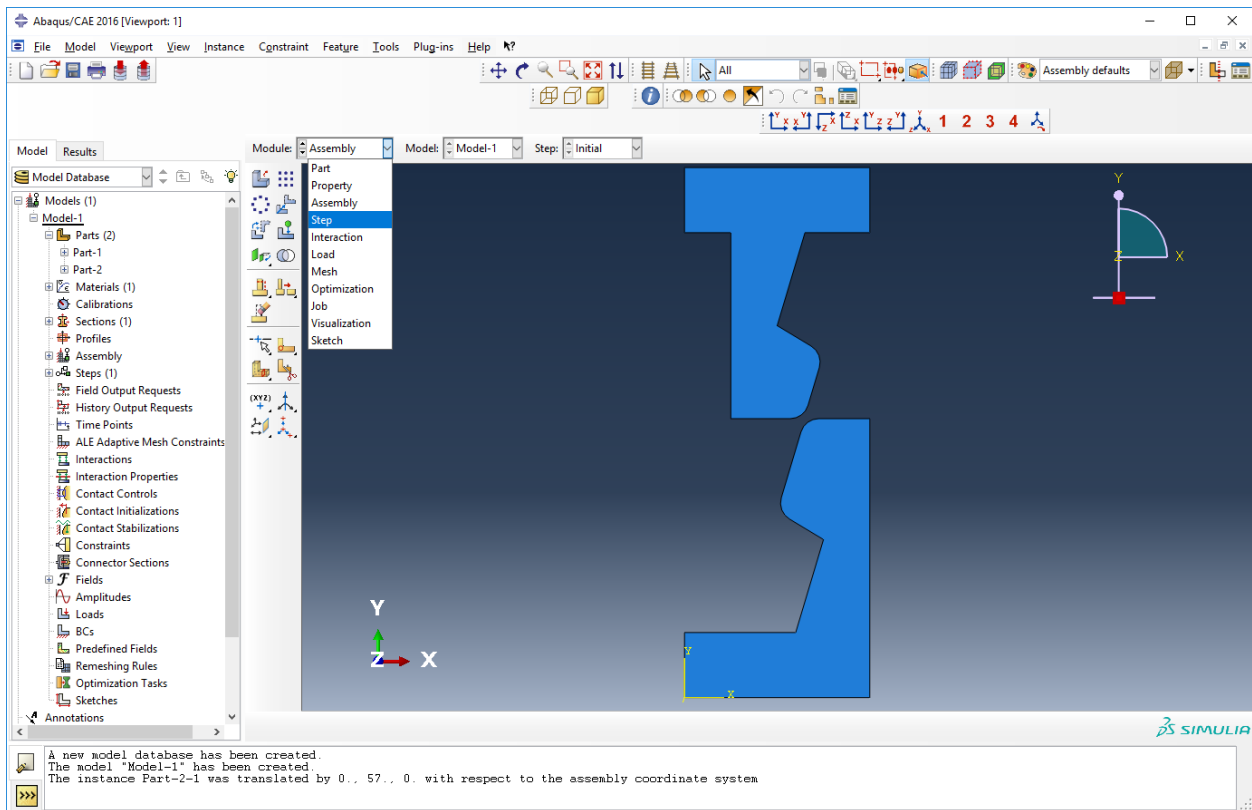 Abaqus/CAE 2016 [Viewport: 1]
File Model Viewport View Instance Constraint Feature Tools Plug-ins Help
All
Assembly defaults
1 2 3 4
Model Results
Module: Assembly Model: Model-1 Step: Initial
Model Database
Models (1)
Model-1
Parts (2)
Part-1
Part-2
Materials (1)
Calibrations
Sections (1)
Profiles
Assembly
Steps (1)
Field Output Requests
History Output Requests
Time Points
ALE Adaptive Mesh Constraints
Interactions
Interaction Properties
Contact Controls
Contact Initializations
Contact Stabilizations
Constraints
Connector Sections
Fields
Amplitudes
Loads
BCs
Predefined Fields
Remeshing Rules
Optimization Tasks
Sketches
Annotations
Part
Property
Assembly
Step
Interaction
Load
Mesh
Optimization
Job
Visualization
Sketch
(XYZ)
Y
Z X
Y
Z X
Y
X
SIMULIA
A new model database has been created.
The model "Model-1" has been created.
The instance Part-2-1 was translated by 0., 57., 0. with respect to the assembly coordinate system
>>>